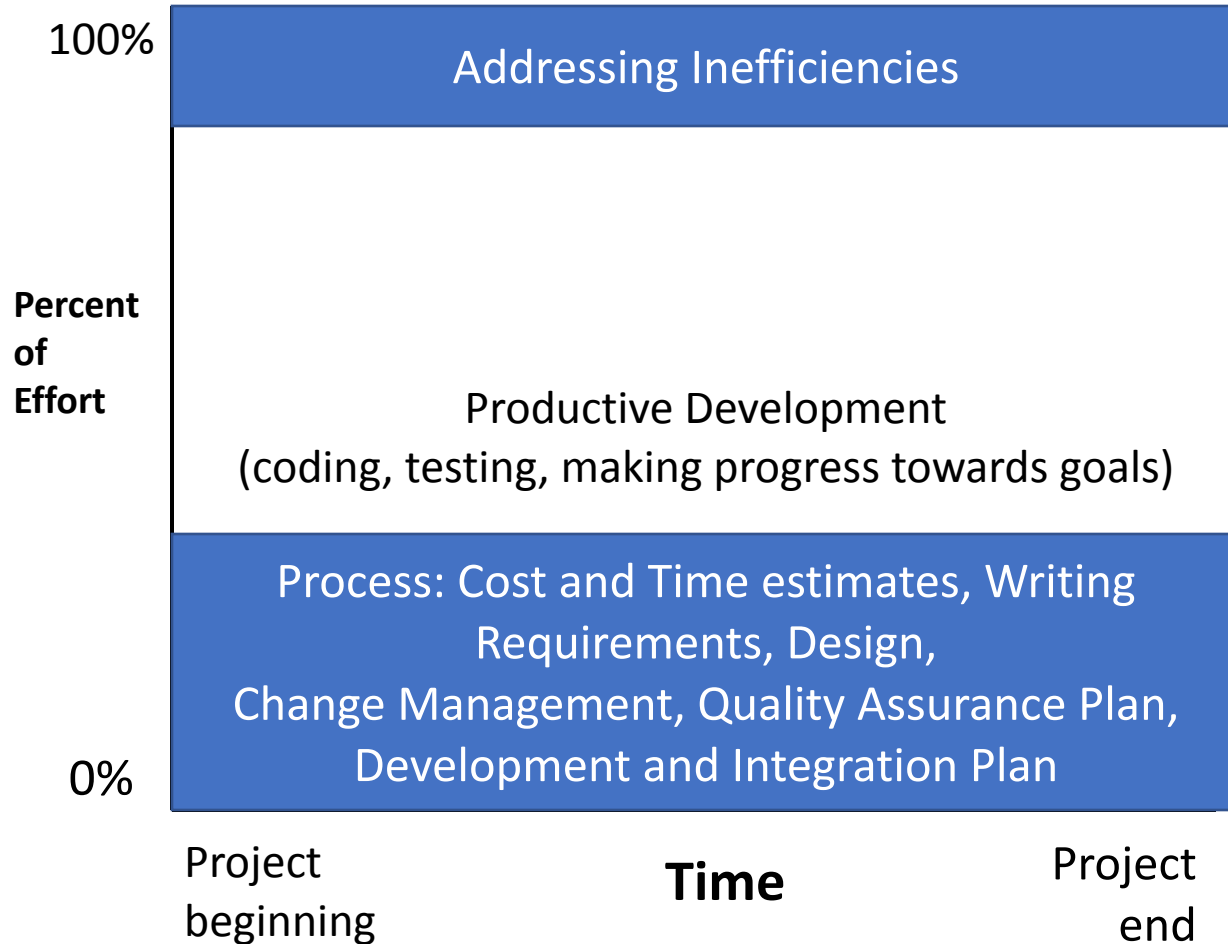 100%
Addressing Inefficiencies
Percent
of
Effort
Productive Development
(coding, testing, making progress towards goals)
Process: Cost and Time estimates, Writing
Requirements, Design,
Change Management, Quality Assurance Plan,
Development and Integration Plan
0%
Project
beginning
Time
Project
end